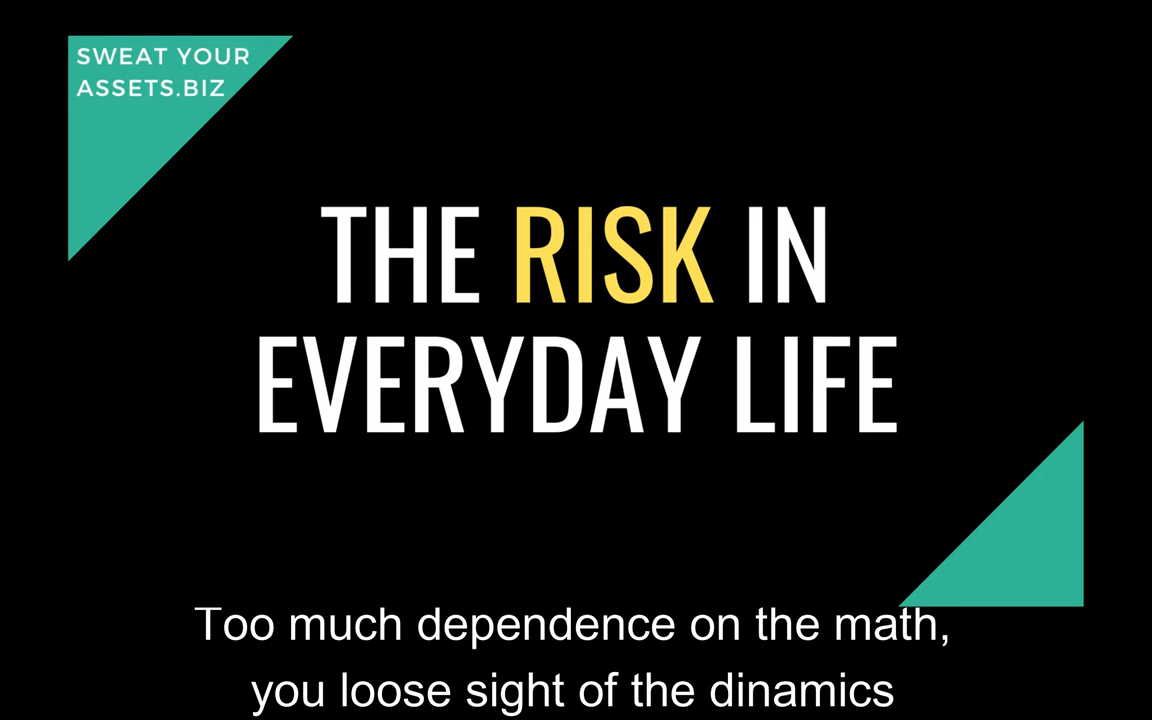 SWEAT YOUR
ASSETS.BIZ
THE RISK IN
EVERYDAY LIFE
Too much dependence on the math,
you loose sight of the dinamics